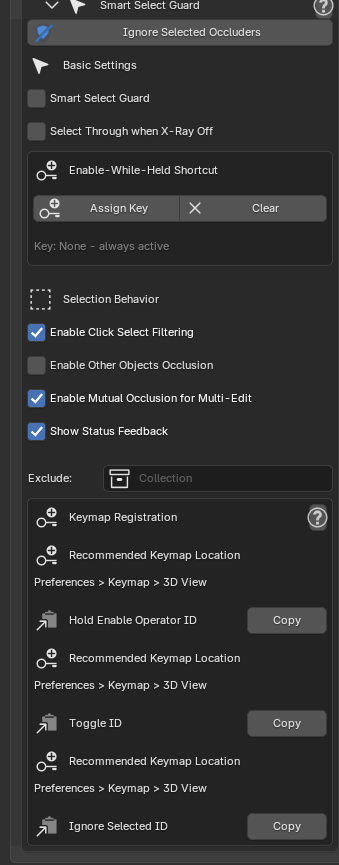 Smart Select Guard
?
Ignore Selected Occluders
Basic Settings
Smart Select Guard
Select Through when X-Ray Off
Enable-While-Held Shortcut
Assign Key Clear
Key: None - always active
Selection Behavior
Enable Click Select Filtering
Enable Other Objects Occlusion
Enable Mutual Occlusion for Multi-Edit
Show Status Feedback
Exclude: Collection
Keymap Registration ?
Recommended Keymap Location
Preferences > Keymap > 3D View
Hold Enable Operator ID Copy
Recommended Keymap Location
Preferences > Keymap > 3D View
Toggle ID Copy
Recommended Keymap Location
Preferences > Keymap > 3D View
Ignore Selected ID Copy